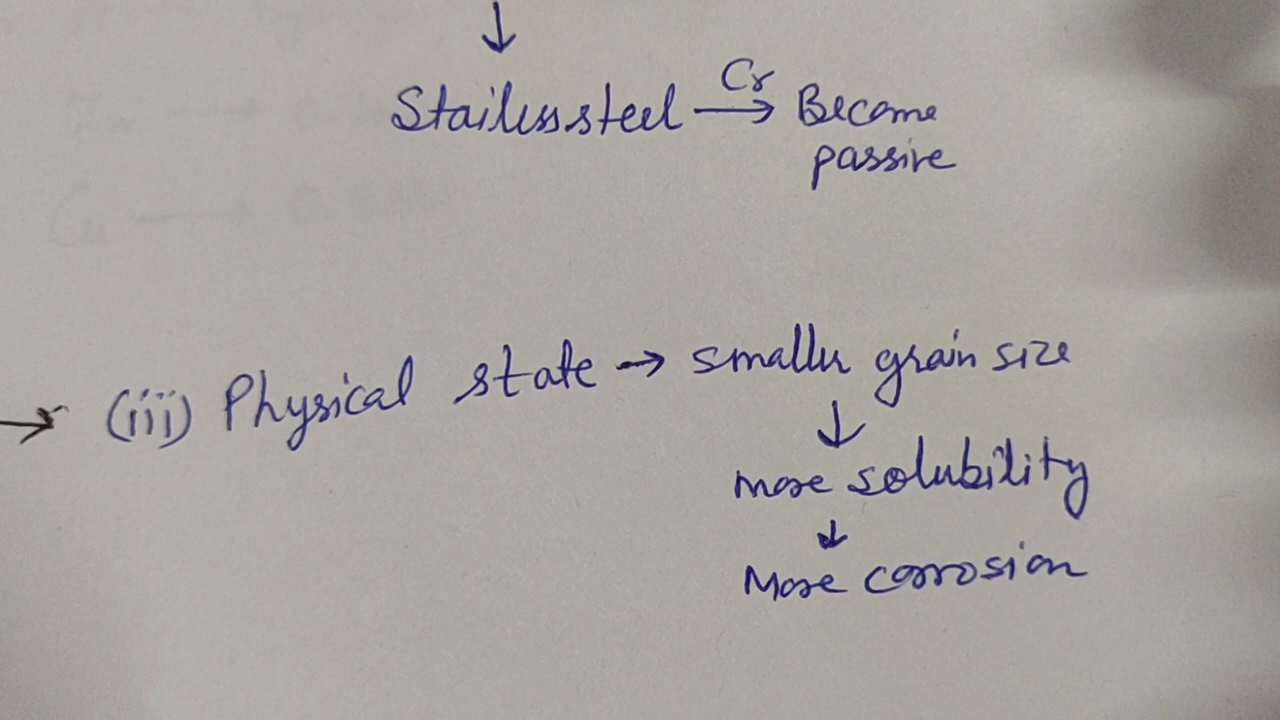 ↓
Stailess steel Cr→ Become
passive
→ (iii) Physical state → smaller grain size
↓
more solubility
↓
More corrosion